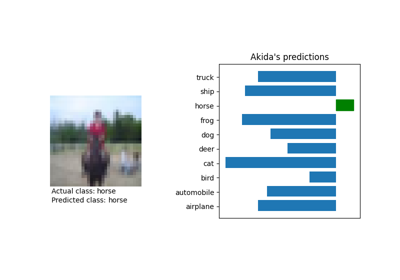 Akida's predictions
truck
ship
horse
frog
dog
deer
cat
bird
automobile
airplane
Actual class: horse
Predicted class: horse